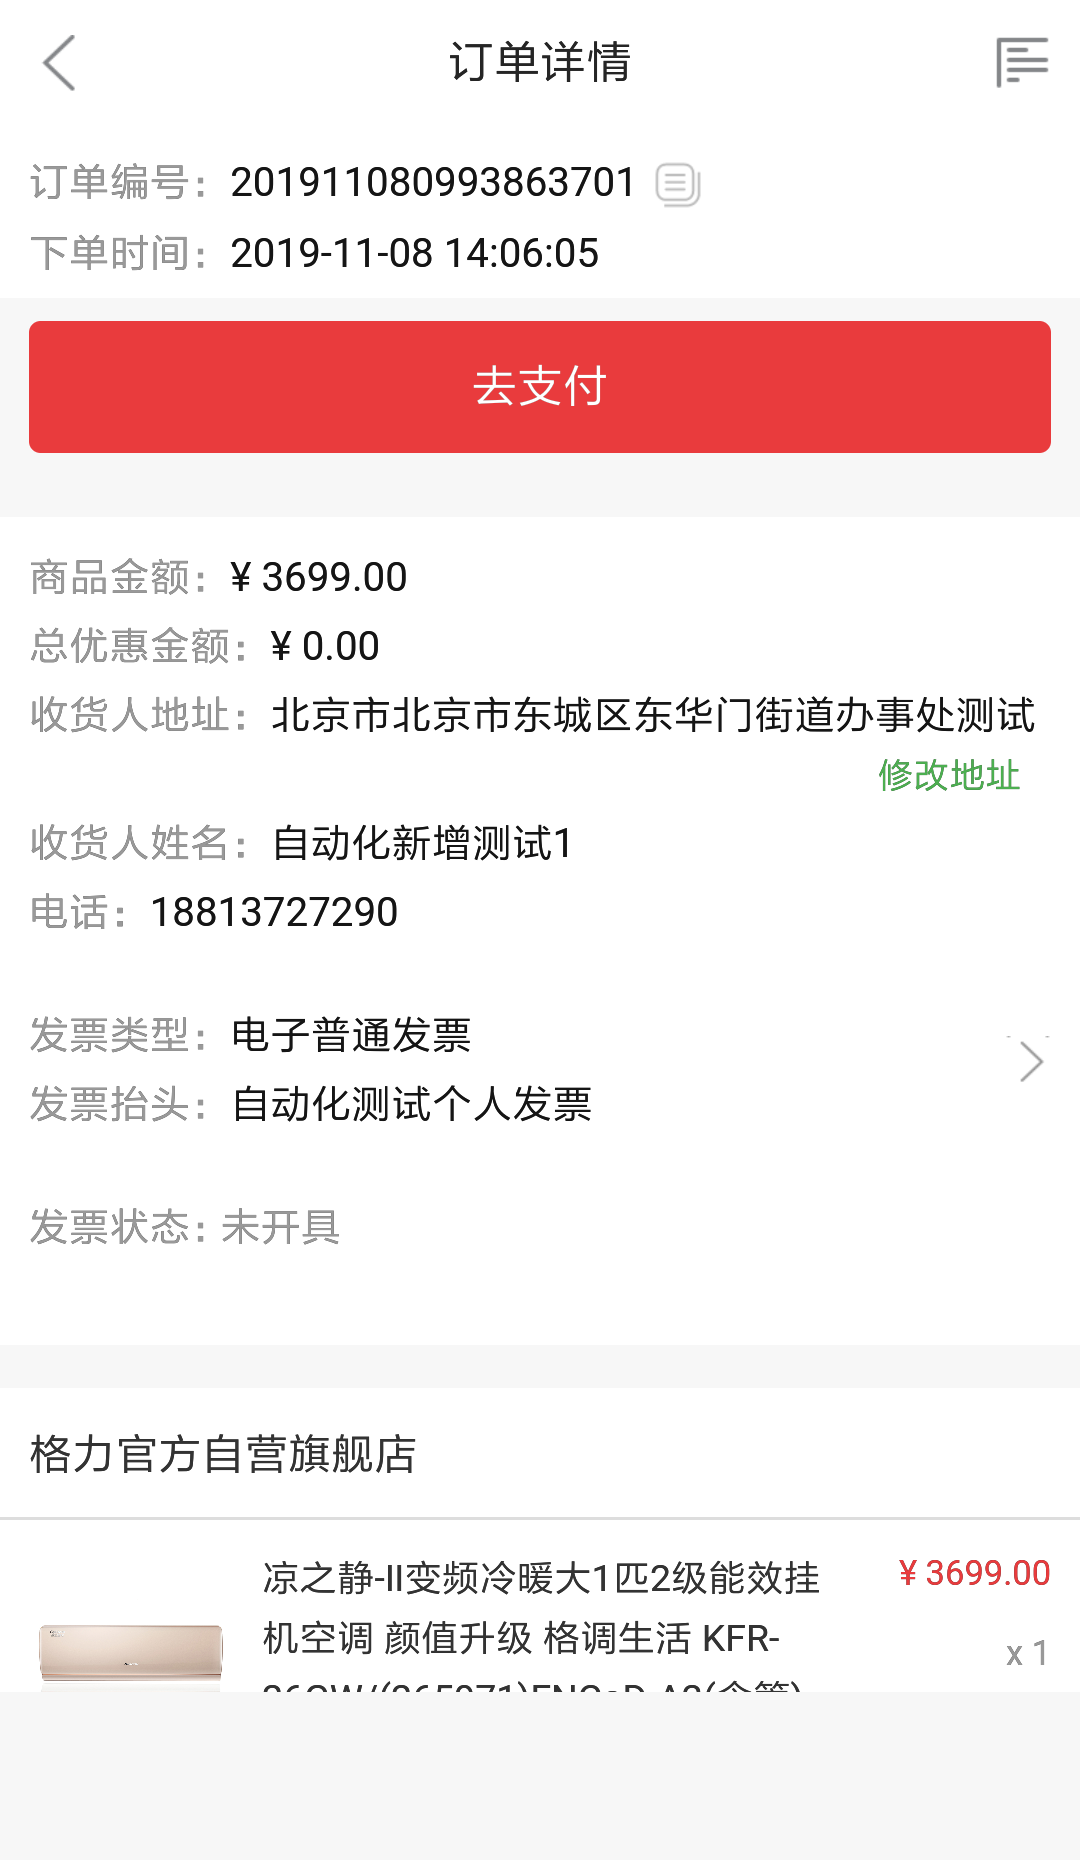 订单详情
订单编号：201911080993863701
下单时间：2019-11-08 14:06:05
去支付
商品金额：¥ 3699.00
总优惠金额：¥ 0.00
收货人地址：北京市北京市东城区东华门街道办事处测试
修改地址
收货人姓名：自动化新增测试1
电话：18813727290
发票类型：电子普通发票
发票抬头：自动化测试个人发票
发票状态：未开具
格力官方自营旗舰店
凉之静-II变频冷暖大1匹2级能效挂 ¥ 3699.00
机空调 颜值升级 格调生活 KFR-
x 1